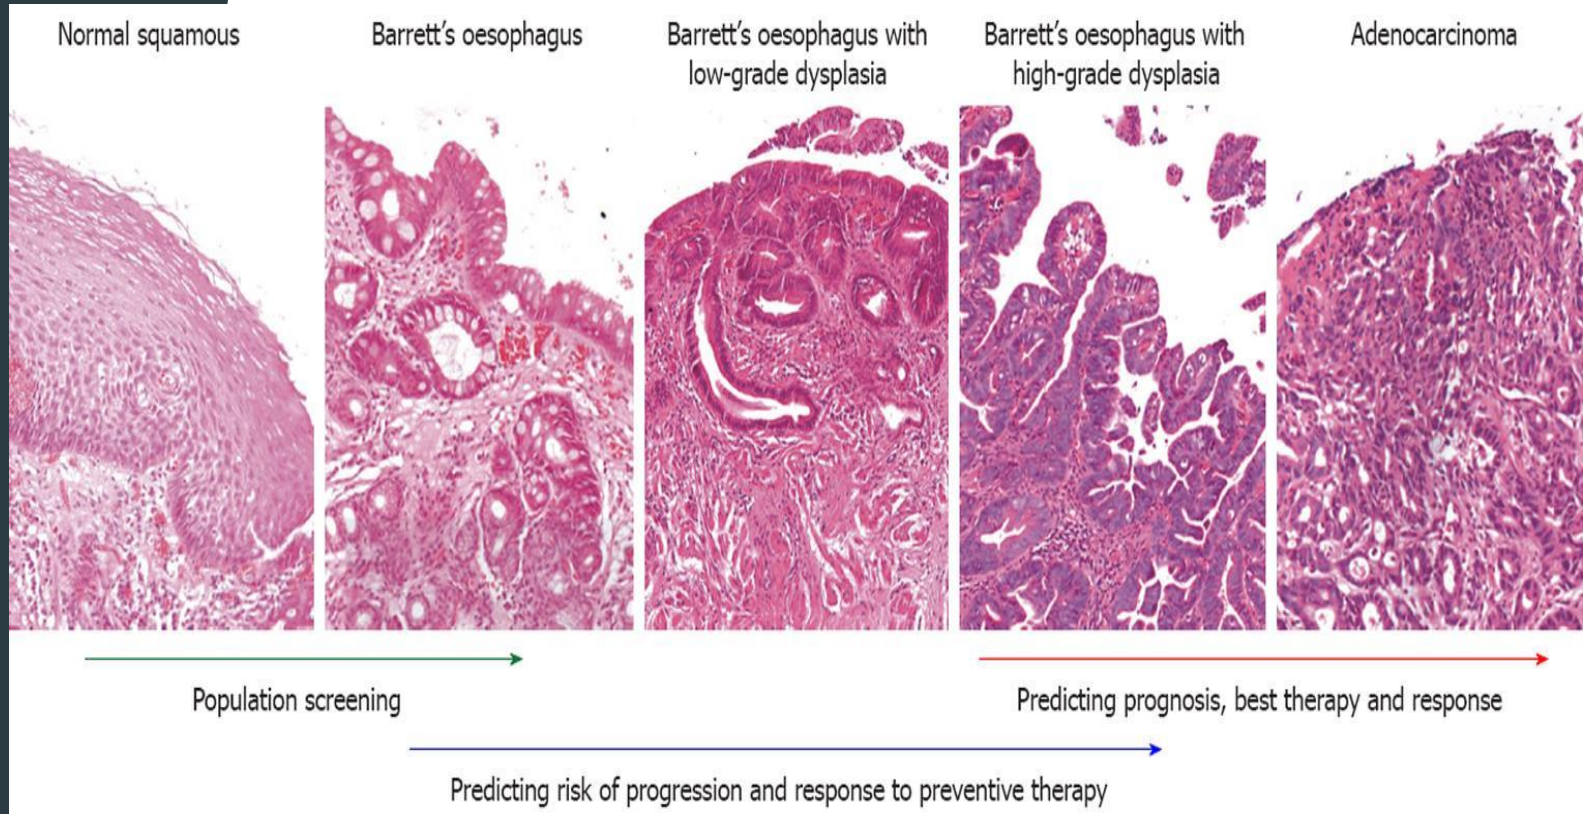 Normal squamous
Barrett's oesophagus
Barrett's oesophagus with
low-grade dysplasia
Barrett's oesophagus with
high-grade dysplasia
Adenocarcinoma
Population screening
Predicting prognosis, best therapy and response
Predicting risk of progression and response to preventive therapy